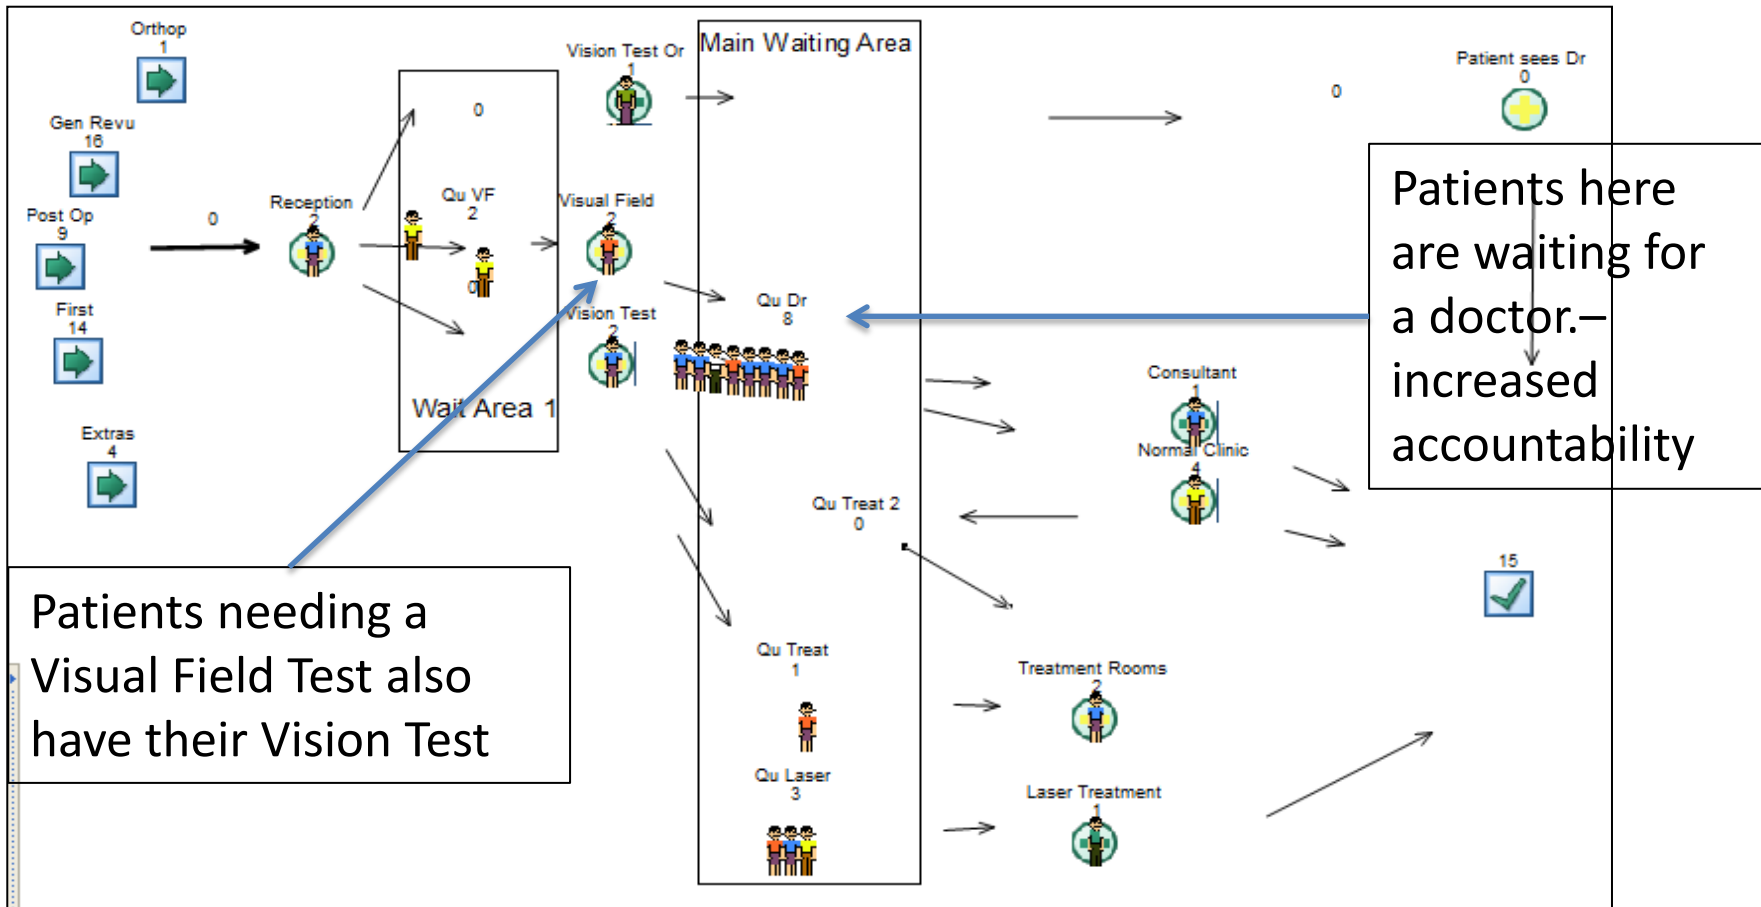 Orthop
1
Gen Revu
16
Post Op
9
First
14
Extras
4
0
Reception
2
0
Qu VF
2
0
Wait Area 1
Vision Test Or
1
Visual Field
2
Vision Test
2
Main Waiting Area
Qu Dr
8
Qu Treat 2
0
Qu Treat
1
Qu Laser
3
Consultant
1
Normal Clinic
4
Treatment Rooms
2
Laser Treatment
1
0
Patient sees Dr
0
15
Patients here
are waiting for
a doctor.–
increased
accountability
Patients needing a
Visual Field Test also
have their Vision Test